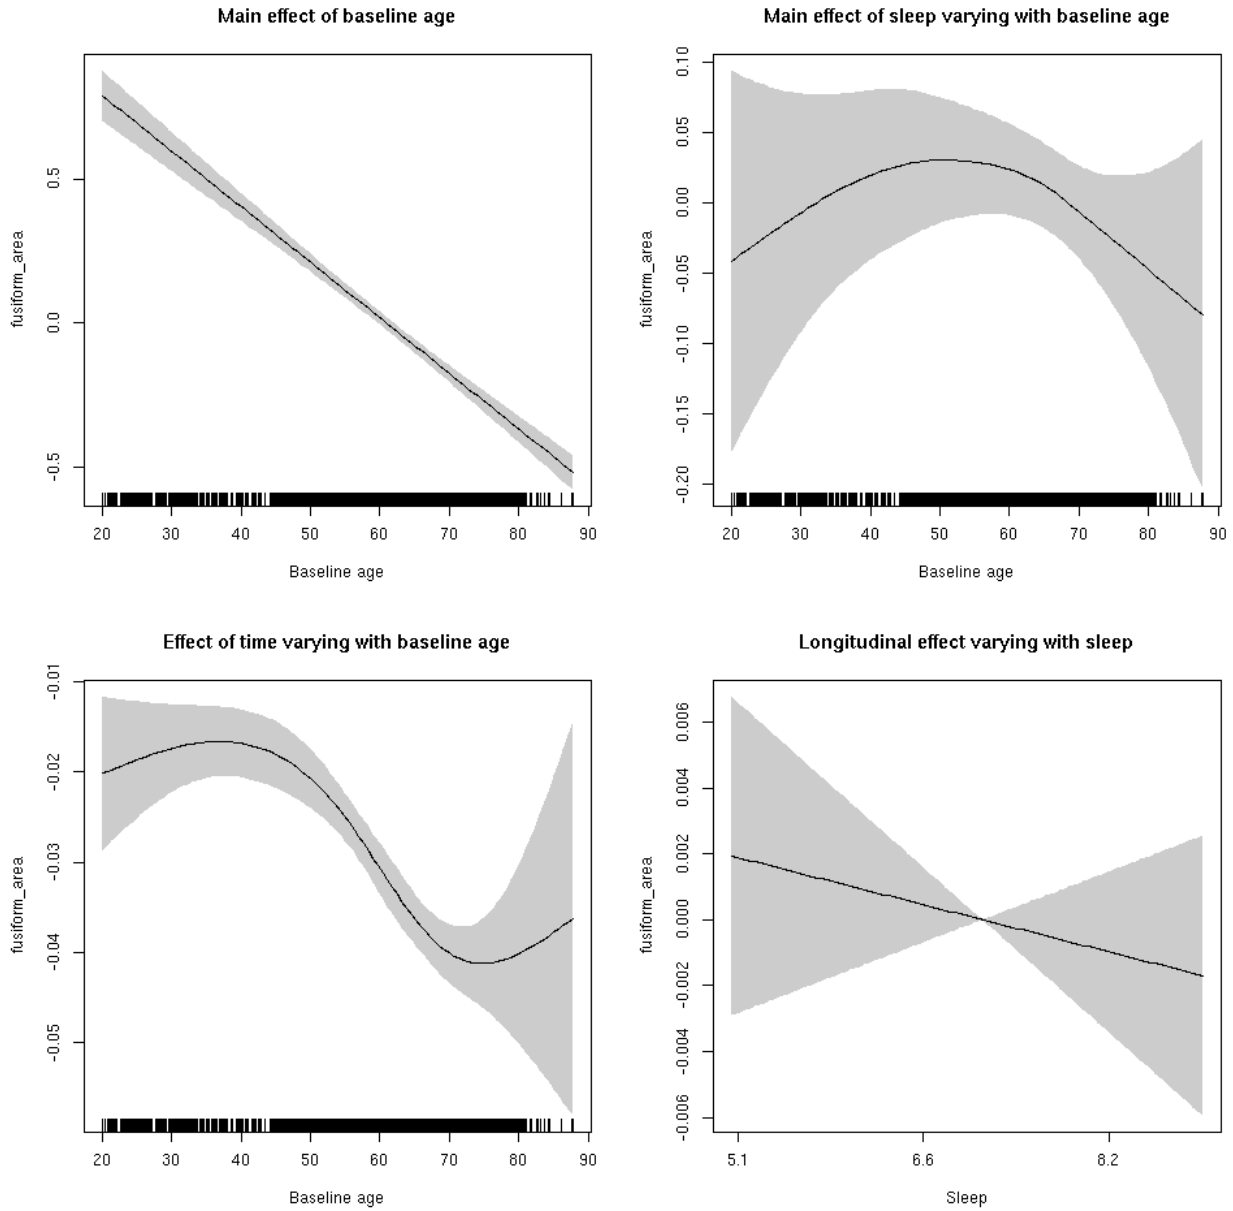 Main effect of baseline age
fusiform_area
0.5
0.0
-0.5
20 30 40 50 60 70 80 90
Baseline age
Main effect of sleep varying with baseline age
fusiform_area
0.10
0.05
0.00
-0.05
-0.10
-0.15
-0.20
20 30 40 50 60 70 80 90
Baseline age
Effect of time varying with baseline age
fusiform_area
-0.01
-0.02
-0.03
-0.04
-0.05
20 30 40 50 60 70 80 90
Baseline age
Longitudinal effect varying with sleep
fusiform_area
0.006
0.004
0.002
0.000
-0.002
-0.004
-0.006
5.1 6.6 8.2
Sleep